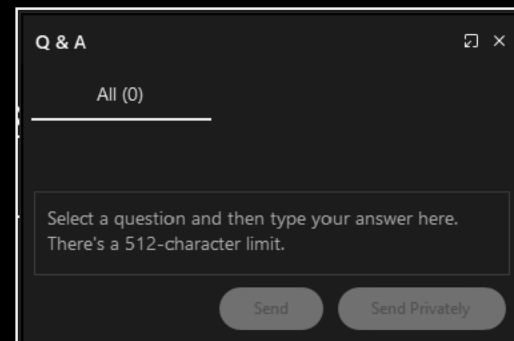 Q & A
All (0)
Select a question and then type your answer here.
There's a 512-character limit.
Send
Send Privately